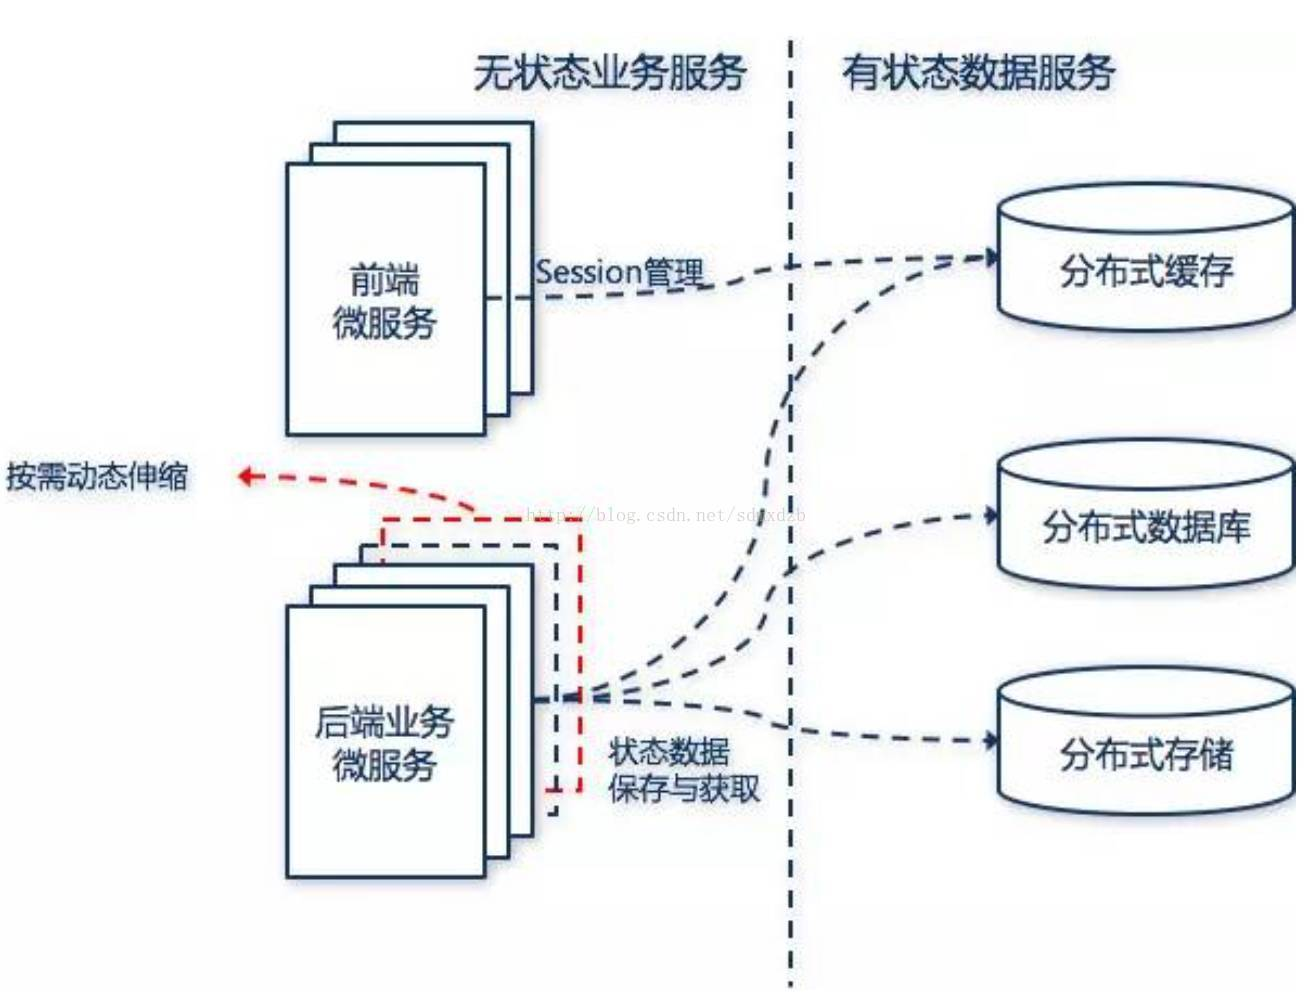 无状态业务服务
有状态数据服务
前端
微服务
Session管理
分布式缓存
按需动态伸缩
分布式数据库
后端业务
微服务
状态数据
保存与获取
分布式存储